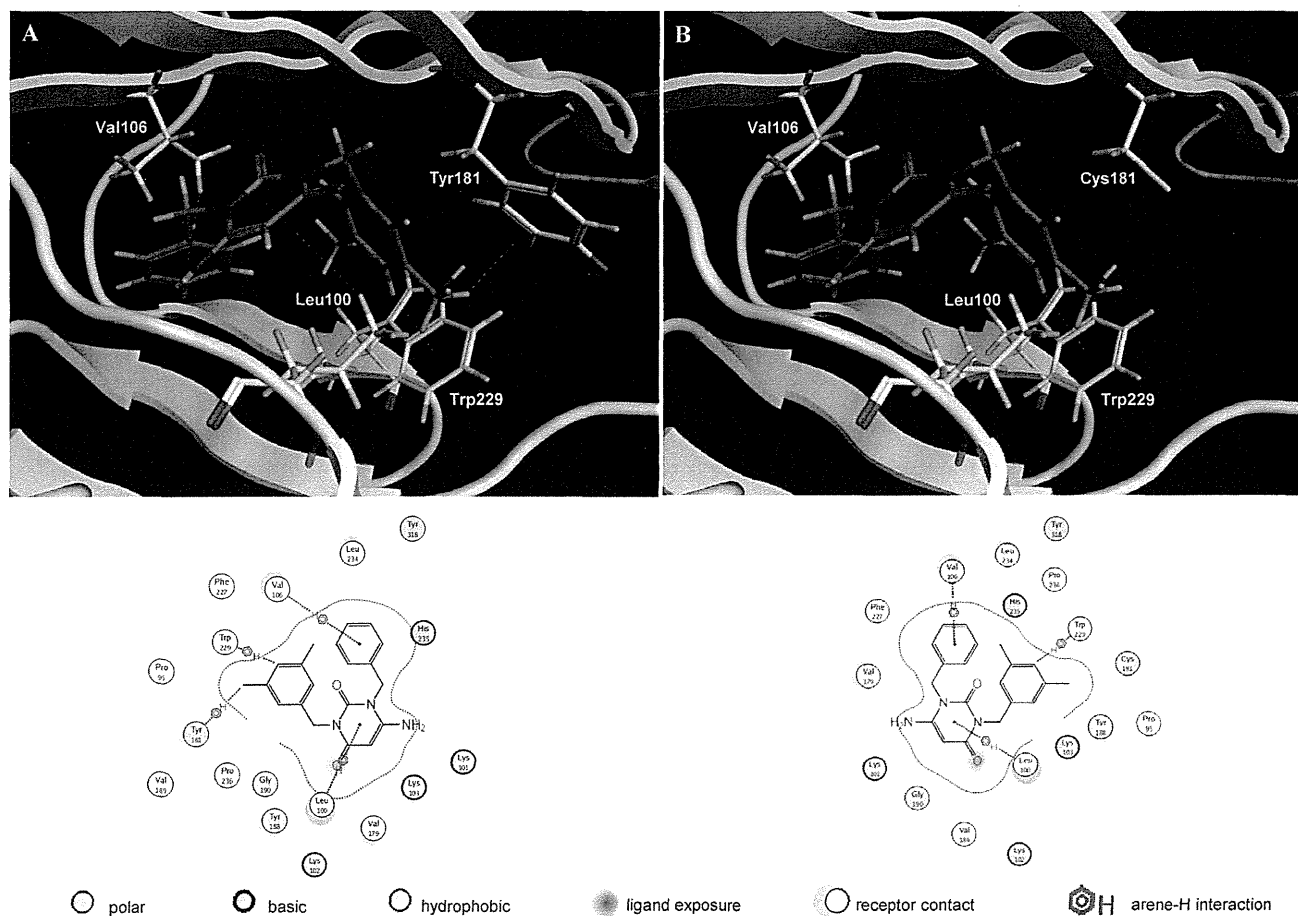 A
Val106
Tyr181
Leu100
Trp229
B
Val106
Cys181
Leu100
Trp229
Tyr
318
Leu
234
Phe
227
Val
106
H
His
235
Trp
229
H
Pro
95
O
H
N
N
NH₂
Tyr
181
Lys
101
Val
189
Pro
236
Gly
190
H
Lys
103
Leu
100
Tyr
188
Val
179
Lys
102
Tyr
318
Leu
234
Val
106
Pro
236
H
His
235
Phe
227
Trp
229
H
Cys
181
Val
179
O
H₂N
N
N
Tyr
188
Pro
95
H
Lys
103
Leu
100
Lys
Gly
190
Val
189
Lys
polar
basic
hydrophobic
ligand exposure
receptor contact
H arene-H interaction